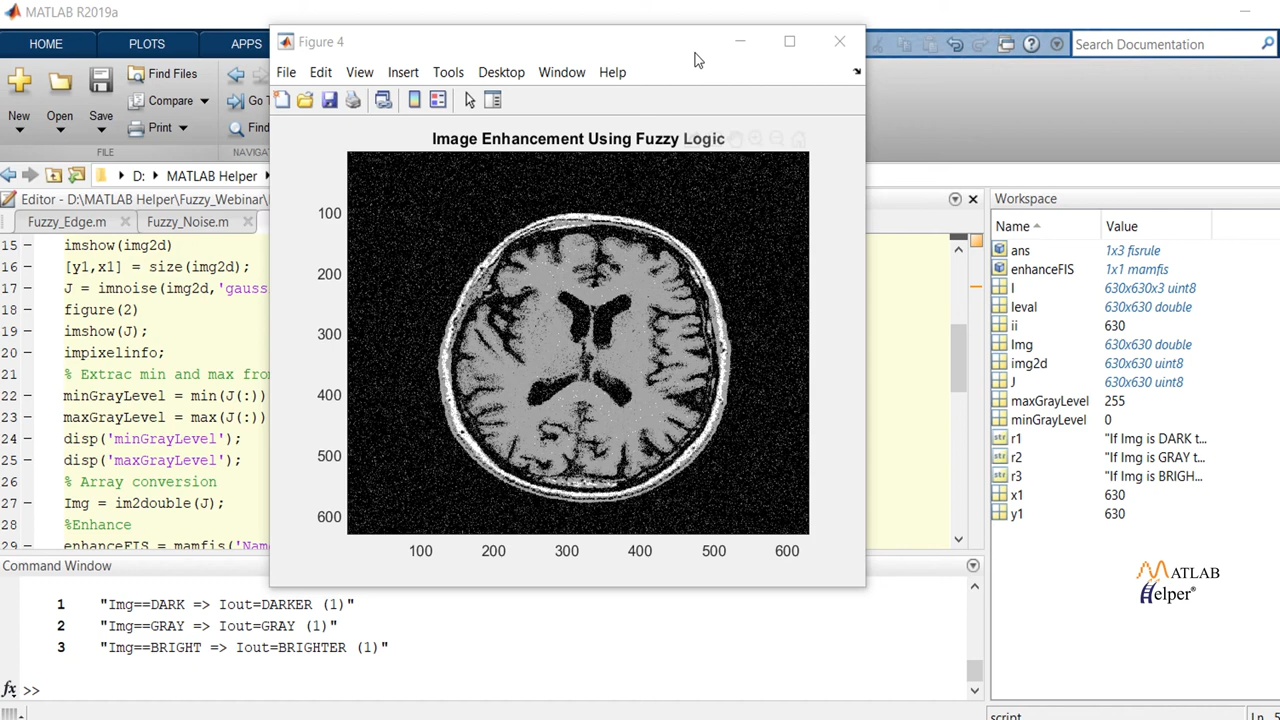 MATLAB R2019a
HOME
PLOTS
APPS
Search Documentation
New
Open
Save
Find Files
Compare
Print
Go T
Find
FILE
NAVIGA
D:
MATLAB Helper
Editor - D:\MATLAB Helper\Fuzzy_Webinar\
Fuzzy_Edge.m
Fuzzy_Noise.m
15 imshow(img2d)
16 [y1,x1] = size(img2d);
17 J = imnoise(img2d,'gauss
18 figure(2)
19 imshow(J);
20 impixelinfo;
21 % Extrac min and max from
22 minGrayLevel = min(J(:))
23 maxGrayLevel = max(J(:))
24 disp('minGrayLevel');
25 disp('maxGrayLevel');
26 % Array conversion
27 Img = im2double(J);
28 %Enhance
29 enhanceFIS = mamfis('Nam
Figure 4
File Edit View Insert Tools Desktop Window Help
Image Enhancement Using Fuzzy Logic
100
200
300
400
500
600
100 200 300 400 500 600
Workspace
Name Value
ans 1x3 fisrule
enhanceFIS 1x1 mamfis
I 630x630x3 uint8
leval 630x630 double
ii 630
Img 630x630 double
img2d 630x630 uint8
J 630x630 uint8
maxGrayLevel 255
minGrayLevel 0
r1 "If Img is DARK t...
r2 "If Img is GRAY t...
r3 "If Img is BRIGH...
x1 630
y1 630
MATLAB
Helper®
Command Window
1 "Img==DARK => Iout=DARKER (1)"
2 "Img==GRAY => Iout=GRAY (1)"
3 "Img==BRIGHT => Iout=BRIGHTER (1)"
fx >>
script